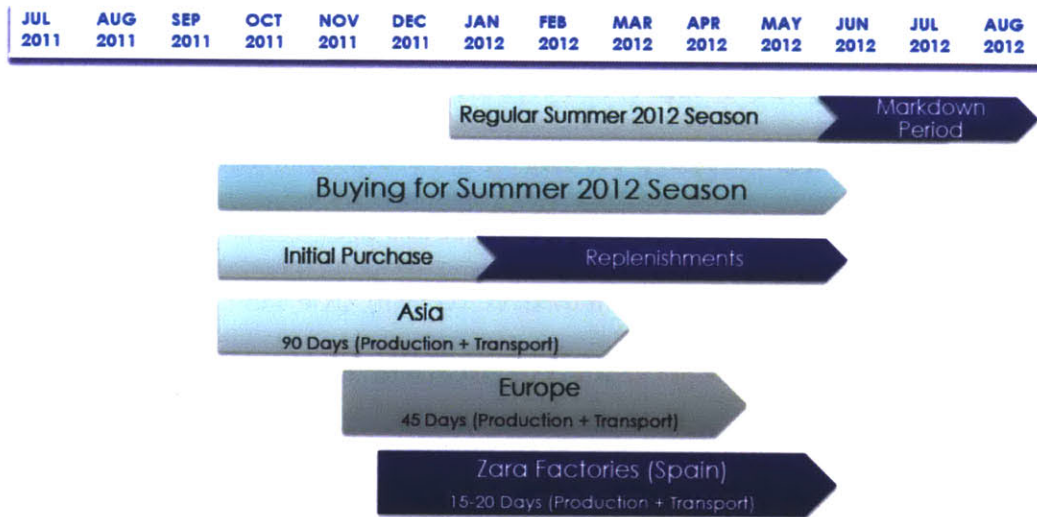 JUL AUG SEP OCT NOV DEC JAN FEB MAR APR MAY JUN JUL AUG
2011 2011 2011 2011 2011 2011 2012 2012 2012 2012 2012 2012 2012 2012
Regular Summer 2012 Season
Markdown
Period
Buying for Summer 2012 Season
Initial Purchase
Replenishments
Asia
90 Days (Production + Transport)
Europe
45 Days (Production + Transport)
Zara Factories (Spain)
15-20 Days (Production + Transport)